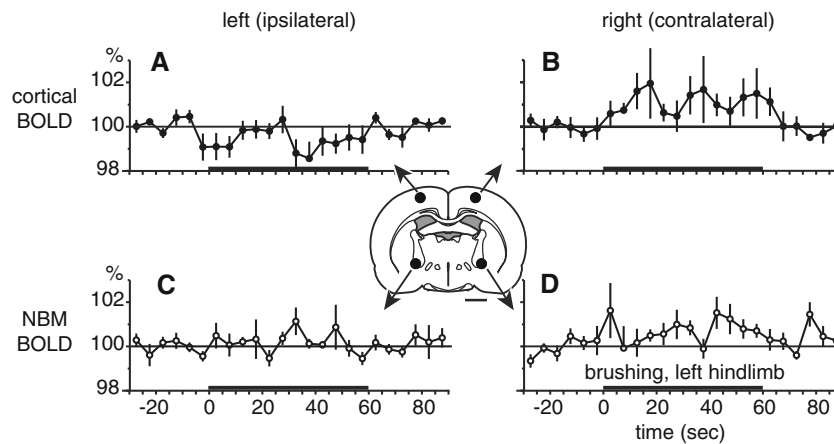 left (ipsilateral)
right (contralateral)
A
B
%
102
100
98
cortical
BOLD
C
D
%
102
100
98
NBM
BOLD
brushing, left hindlimb
-20 0 20 40 60 80
-20 0 20 40 60 80
time (sec)